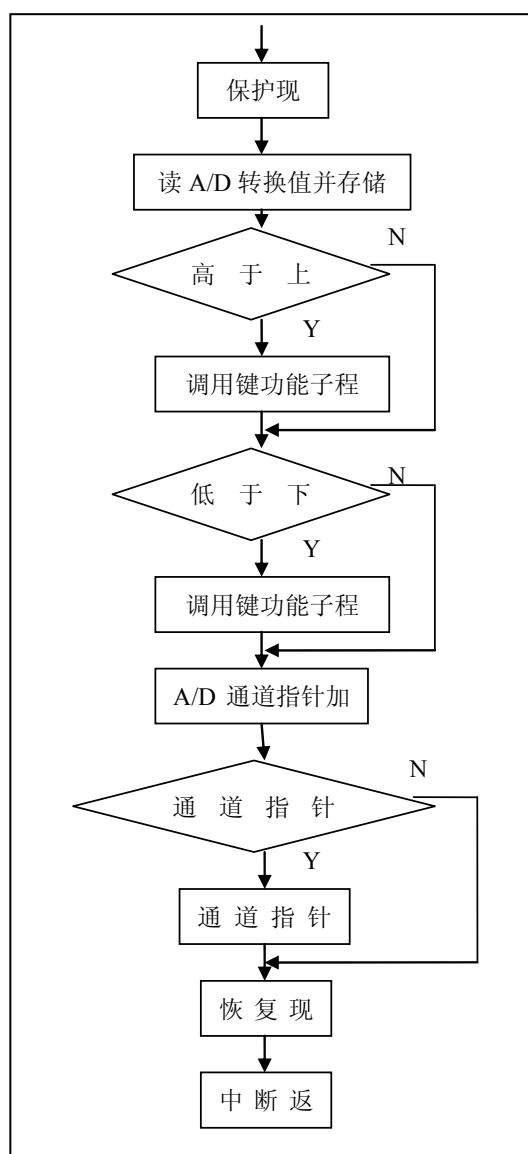 保护现
读 A/D 转换值并存储
N
高 于 上
Y
调用键功能子程
N
低 于 下
Y
调用键功能子程
A/D 通道指针加
N
通 道 指 针
Y
通 道 指 针
恢 复 现
中 断 返